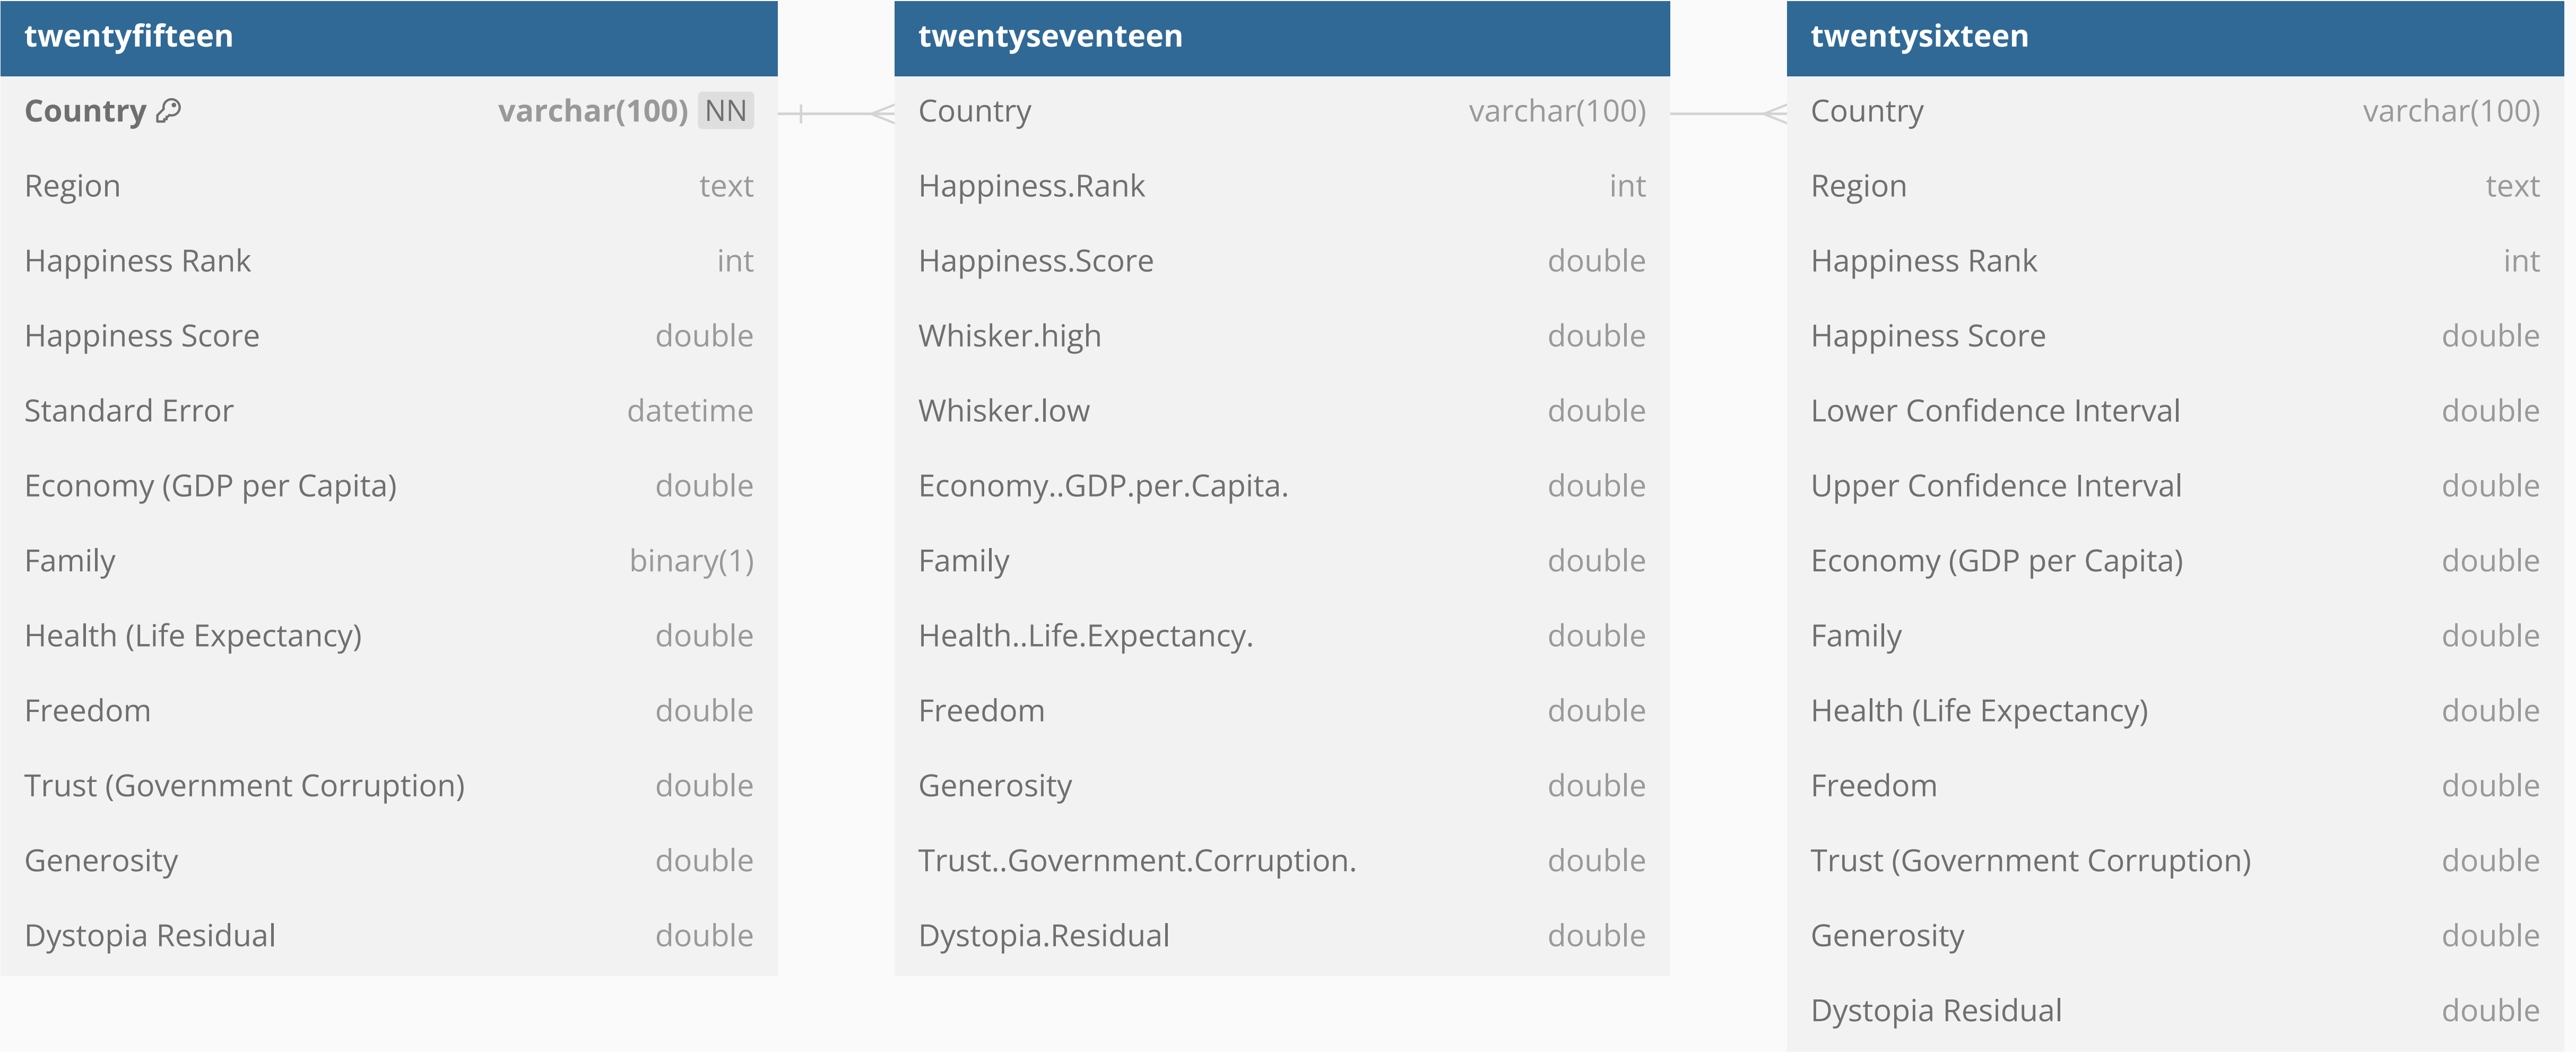 twentyfifteen
Country varchar(100) NN
Region text
Happiness Rank int
Happiness Score double
Standard Error datetime
Economy (GDP per Capita) double
Family binary(1)
Health (Life Expectancy) double
Freedom double
Trust (Government Corruption) double
Generosity double
Dystopia Residual double
twentyseventeen
Country varchar(100)
Happiness.Rank int
Happiness.Score double
Whisker.high double
Whisker.low double
Economy..GDP.per.Capita. double
Family double
Health..Life.Expectancy. double
Freedom double
Generosity double
Trust..Government.Corruption. double
Dystopia.Residual double
twentysixteen
Country varchar(100)
Region text
Happiness Rank int
Happiness Score double
Lower Confidence Interval double
Upper Confidence Interval double
Economy (GDP per Capita) double
Family double
Health (Life Expectancy) double
Freedom double
Trust (Government Corruption) double
Generosity double
Dystopia Residual double